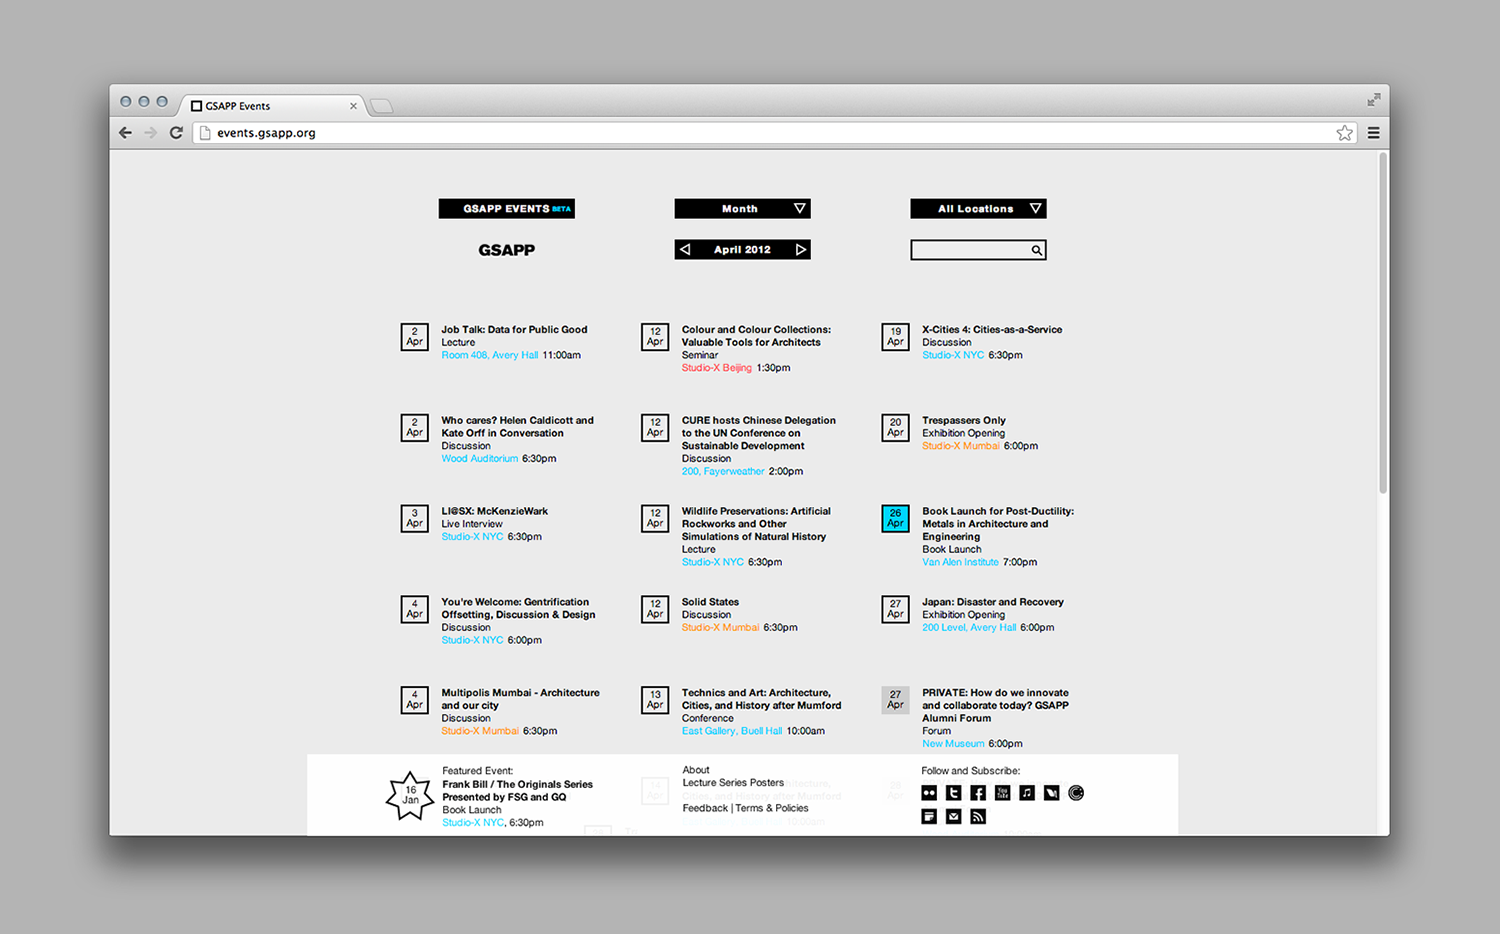 GSAPP Events
events.gsapp.org
GSAPP EVENTS BETA
Month
All Locations
GSAPP
April 2012
2
Apr
Job Talk: Data for Public Good
Lecture
Room 408, Avery Hall 11:00am
2
Apr
Who cares? Helen Caldicott and
Kate Orff in Conversation
Discussion
Wood Auditorium 6:30pm
3
Apr
LI@SX: McKenzieWark
Live Interview
Studio-X NYC 6:30pm
4
Apr
You're Welcome: Gentrification
Offsetting, Discussion & Design
Discussion
Studio-X NYC 6:00pm
4
Apr
Multipolis Mumbai - Architecture
and our city
Discussion
Studio-X Mumbai 6:30pm
12
Apr
Colour and Colour Collections:
Valuable Tools for Architects
Seminar
Studio-X Beijing 1:30pm
12
Apr
CURE hosts Chinese Delegation
to the UN Conference on
Sustainable Development
Discussion
200, Fayerweather 2:00pm
12
Apr
Wildlife Preservations: Artificial
Rockworks and Other
Simulations of Natural History
Lecture
Studio-X NYC 6:30pm
12
Apr
Solid States
Discussion
Studio-X Mumbai 6:30pm
13
Apr
Technics and Art: Architecture,
Cities, and History after Mumford
Conference
East Gallery, Buell Hall 10:00am
19
Apr
X-Cities 4: Cities-as-a-Service
Discussion
Studio-X NYC 6:30pm
20
Apr
Trespassers Only
Exhibition Opening
Studio-X Mumbai 6:00pm
26
Apr
Book Launch for Post-Ductility:
Metals in Architecture and
Engineering
Book Launch
Van Alen Institute 7:00pm
27
Apr
Japan: Disaster and Recovery
Exhibition Opening
200 Level, Avery Hall 6:00pm
27
Apr
PRIVATE: How do we innovate
and collaborate today? GSAPP
Alumni Forum
Forum
New Museum 6:00pm
16
Jan
Featured Event:
Frank Bill / The Originals Series
Presented by FSG and GQ
Book Launch
Studio-X NYC, 6:30pm
About
Lecture Series Posters
Feedback | Terms & Policies
14
Apr
Cities, and History after Mumford
Follow and Subscribe:
You
Tube